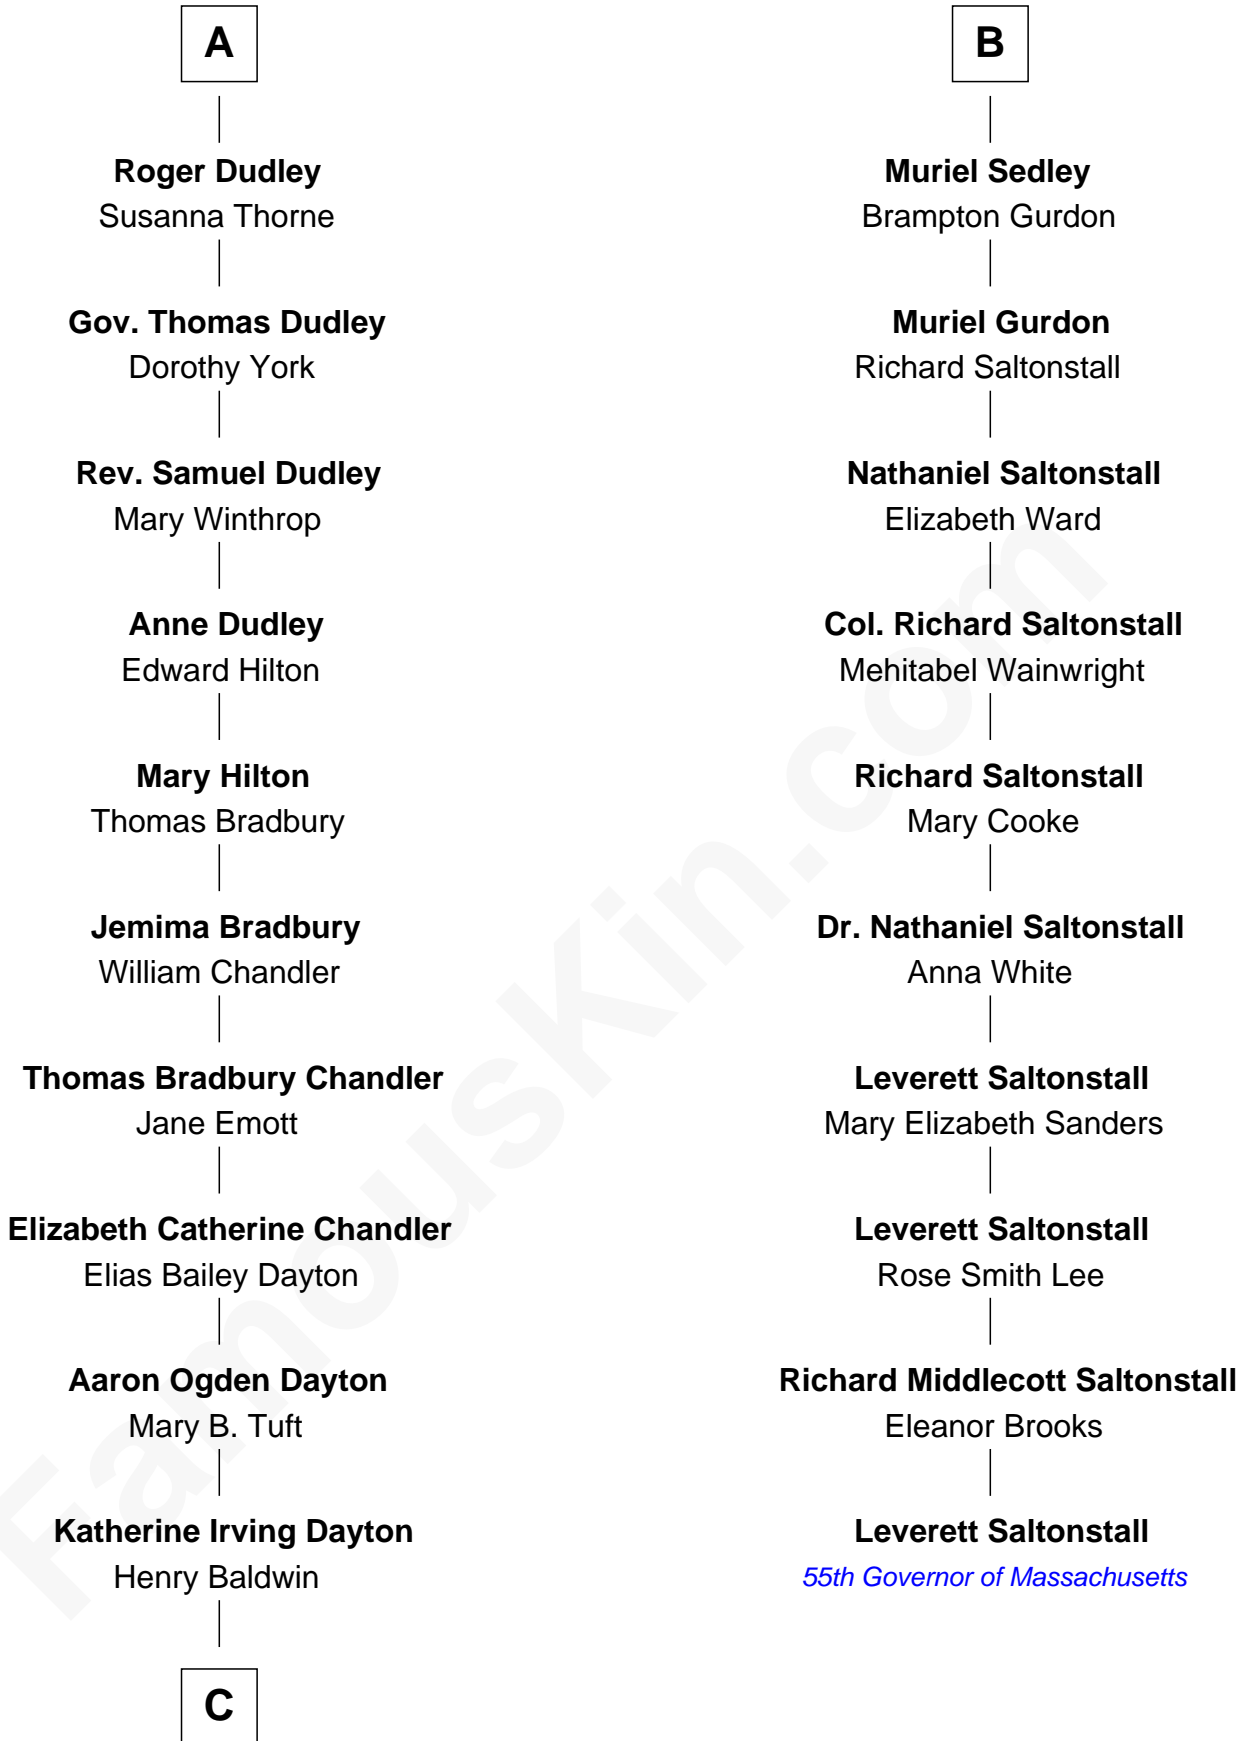 A
Roger Dudley
Susanna Thorne
Gov. Thomas Dudley
Dorothy York
Rev. Samuel Dudley
Mary Winthrop
Anne Dudley
Edward Hilton
Mary Hilton
Thomas Bradbury
Jemima Bradbury
William Chandler
Thomas Bradbury Chandler
Jane Emott
Elizabeth Catherine Chandler
Elias Bailey Dayton
Aaron Ogden Dayton
Mary B. Tuft
Katherine Irving Dayton
Henry Baldwin
C
B
Muriel Sedley
Brampton Gurdon
Muriel Gurdon
Richard Saltonstall
Nathaniel Saltonstall
Elizabeth Ward
Col. Richard Saltonstall
Mehitabel Wainwright
Richard Saltonstall
Mary Cooke
Dr. Nathaniel Saltonstall
Anna White
Leverett Saltonstall
Mary Elizabeth Sanders
Leverett Saltonstall
Rose Smith Lee
Richard Middlecott Saltonstall
Eleanor Brooks
Leverett Saltonstall
55th Governor of Massachusetts
FamousKin.com